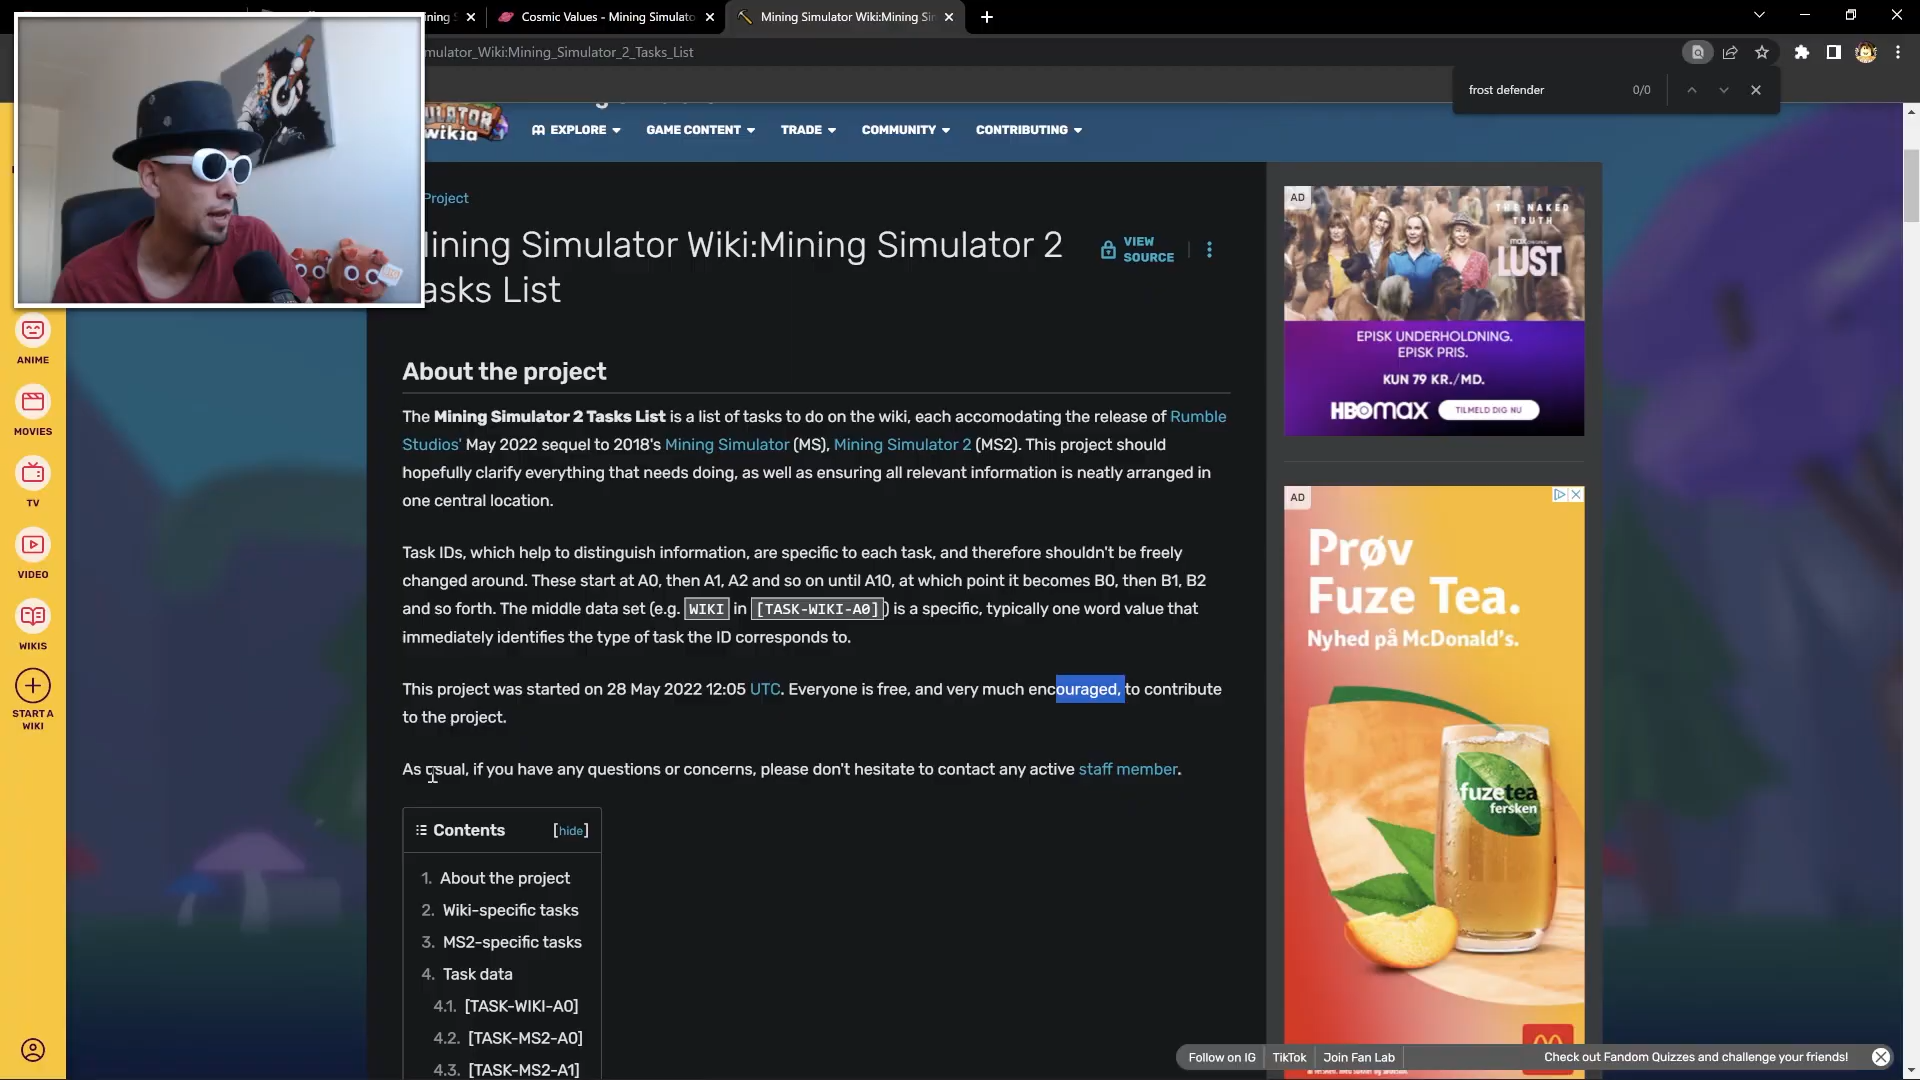 ning S
Cosmic Values - Mining Simulato
Mining Simulator Wiki:Mining Sir
mulator_Wiki:Mining_Simulator_2_Tasks_List
frost defender
0/0
wikia
EXPLORE
GAME CONTENT
TRADE
COMMUNITY
CONTRIBUTING
Project
ining Simulator Wiki:Mining Simulator 2
asks List
VIEW
SOURCE
About the project
The Mining Simulator 2 Tasks List is a list of tasks to do on the wiki, each accomodating the release of Rumble
Studios' May 2022 sequel to 2018's Mining Simulator (MS), Mining Simulator 2 (MS2). This project should
hopefully clarify everything that needs doing, as well as ensuring all relevant information is neatly arranged in
one central location.
Task IDs, which help to distinguish information, are specific to each task, and therefore shouldn't be freely
changed around. These start at A0, then A1, A2 and so on until A10, at which point it becomes B0, then B1, B2
and so forth. The middle data set (e.g. WIKI in [TASK-WIKI-A0]) is a specific, typically one word value that
immediately identifies the type of task the ID corresponds to.
This project was started on 28 May 2022 12:05 UTC. Everyone is free, and very much encouraged, to contribute
to the project.
As usual, if you have any questions or concerns, please don't hesitate to contact any active staff member.
Contents [hide]
1. About the project
2. Wiki-specific tasks
3. MS2-specific tasks
4. Task data
4.1. [TASK-WIKI-A0]
4.2. [TASK-MS2-A0]
4.3. [TASK-MS2-A1]
ANIME
MOVIES
TV
VIDEO
WIKIS
START A
WIKI
AD
THE NAKED
TRUTH
LUST
EPISK UNDERHOLDNING.
EPISK PRIS.
KUN 79 KR./MD.
HBOMAX
TILMELD DIG NU
AD
Prøv
Fuze Tea.
Nyhed på McDonald's.
fuzetea
fersken
Follow on IG
TikTok
Join Fan Lab
Check out Fandom Quizzes and challenge your friends!